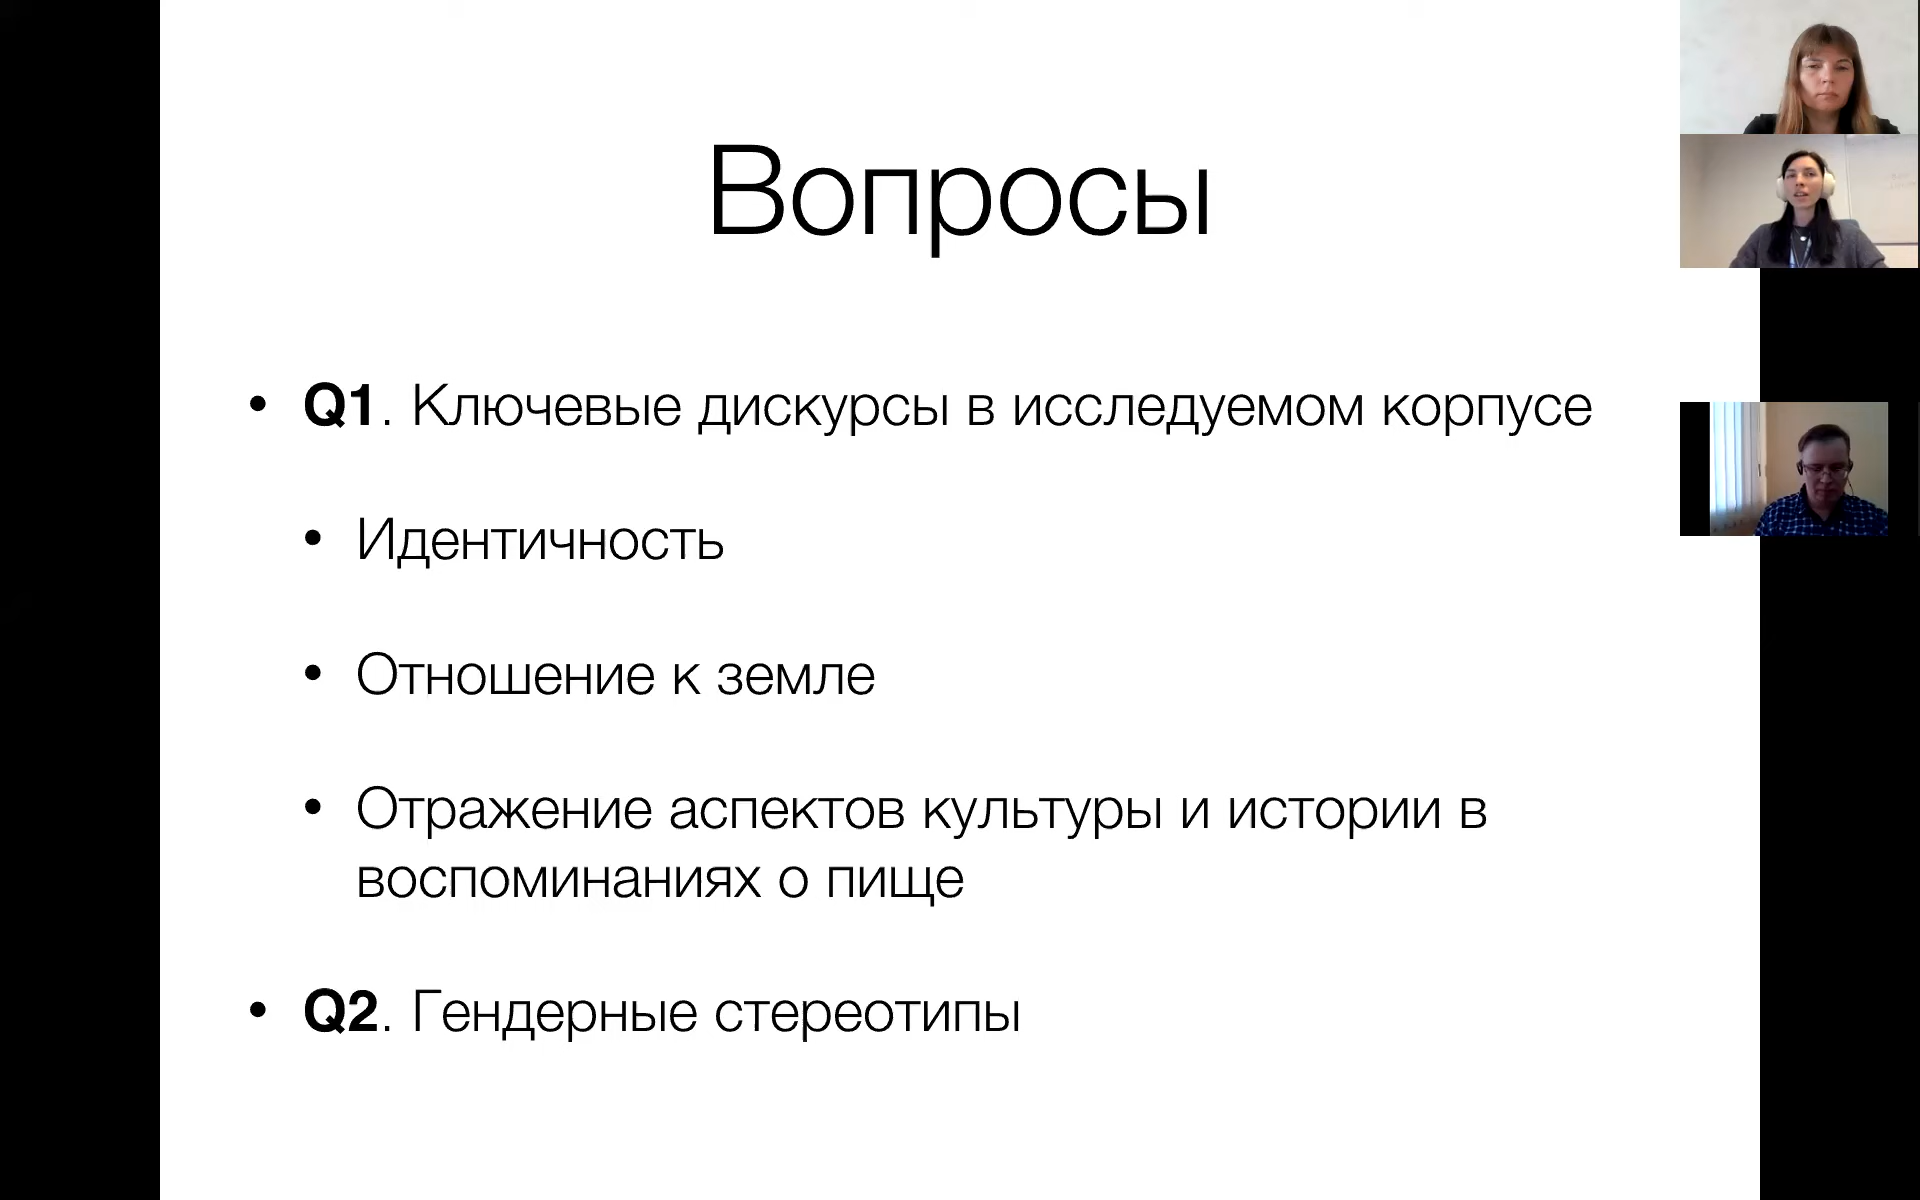 Вопросы
• Q1. Ключевые дискурсы в исследуемом корпусе
• Идентичность
• Отношение к земле
• Отражение аспектов культуры и истории в
воспоминаниях о пище
• Q2. Гендерные стереотипы